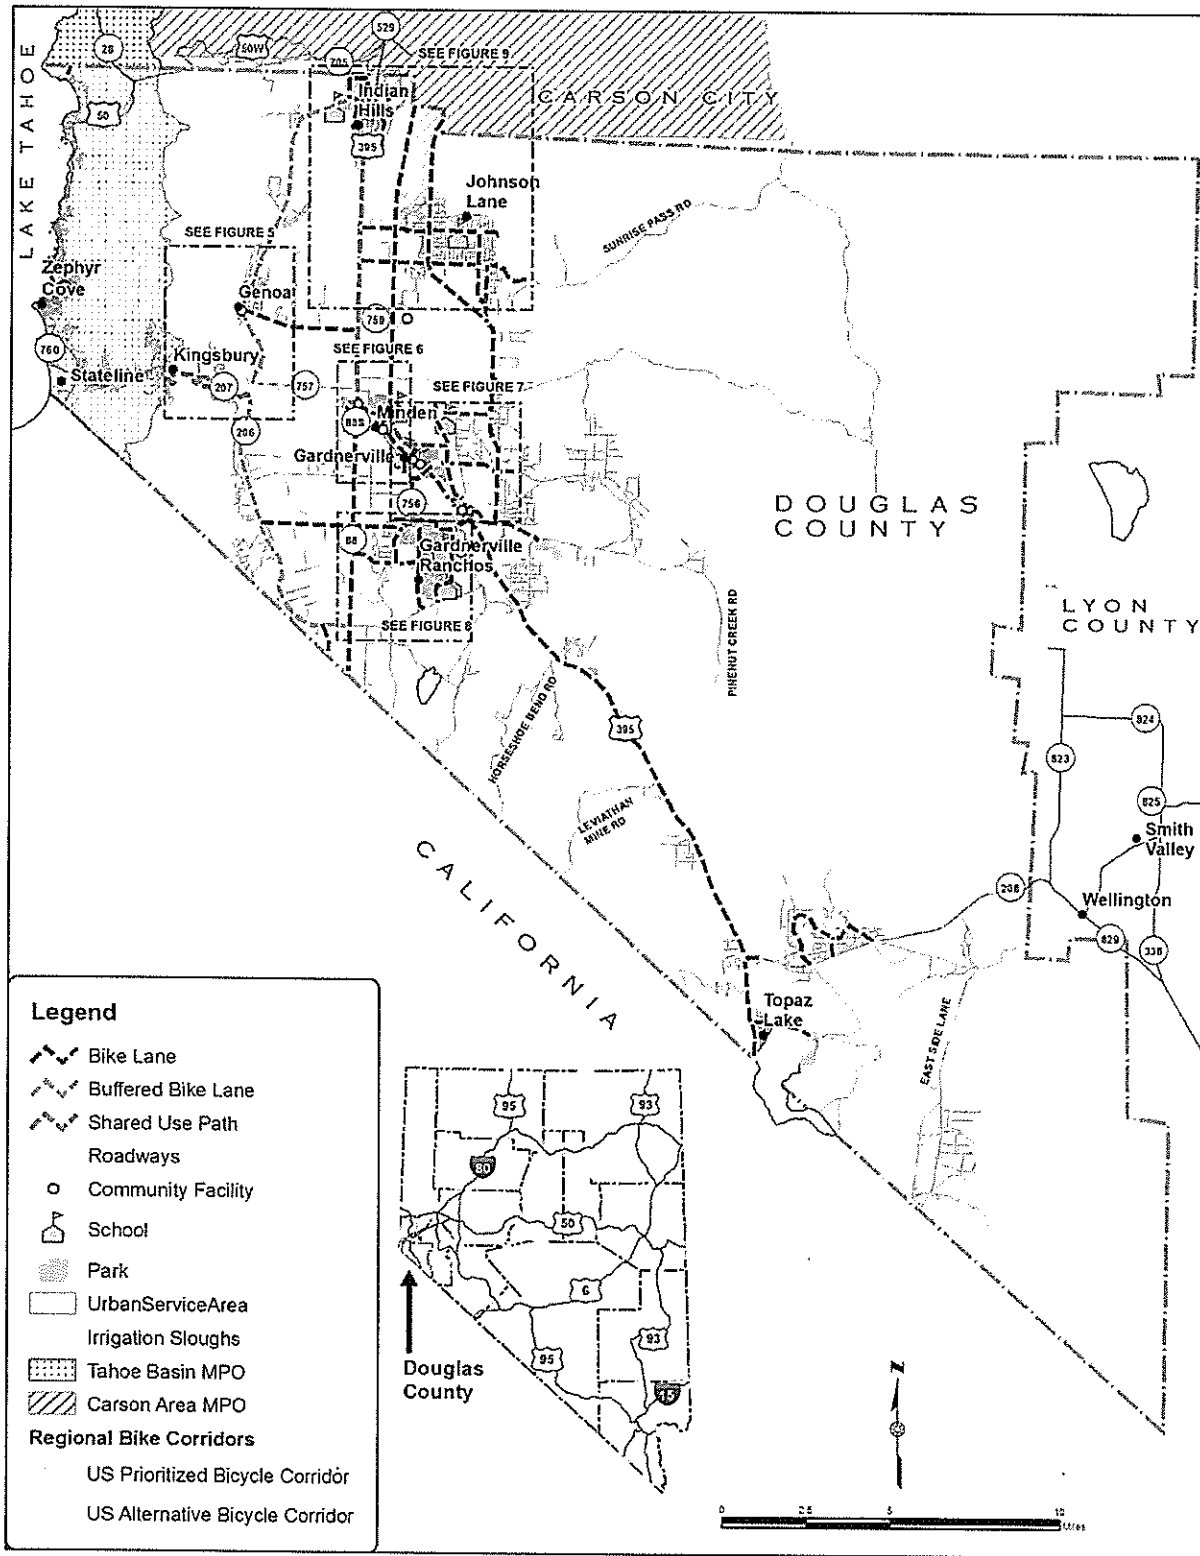 LAKE TAHOE
28
50W
529
SEE FIGURE 9
705
50
Indian
Hills
CARSON CITY
395
Johnson
Lane
SUNRISE PASS RD
SEE FIGURE 5
Zephyr
Cove
Genoa
759
760
Stateline
Kingsbury
SEE FIGURE 6
207
757
SEE FIGURE 7
206
Minden
Gardnerville
756
88
Gardnerville
Ranchos
SEE FIGURE 8
DOUGLAS
COUNTY
LYON
COUNTY
PINENUT CREEK RD
HORSESHOE BEND RD
395
LEVIATHAN
MINE RD
824
823
825
Smith
Valley
208
Wellington
829
338
CALIFORNIA
Topaz
Lake
EAST SIDE LANE
Legend
Bike Lane
Buffered Bike Lane
Shared Use Path
Roadways
Community Facility
School
Park
UrbanServiceArea
Irrigation Sloughs
Tahoe Basin MPO
Carson Area MPO
Regional Bike Corridors
US Prioritized Bicycle Corridor
US Alternative Bicycle Corridor
95
93
80
50
6
93
95
15
Douglas
County
N
0 2.5 5 10
Miles